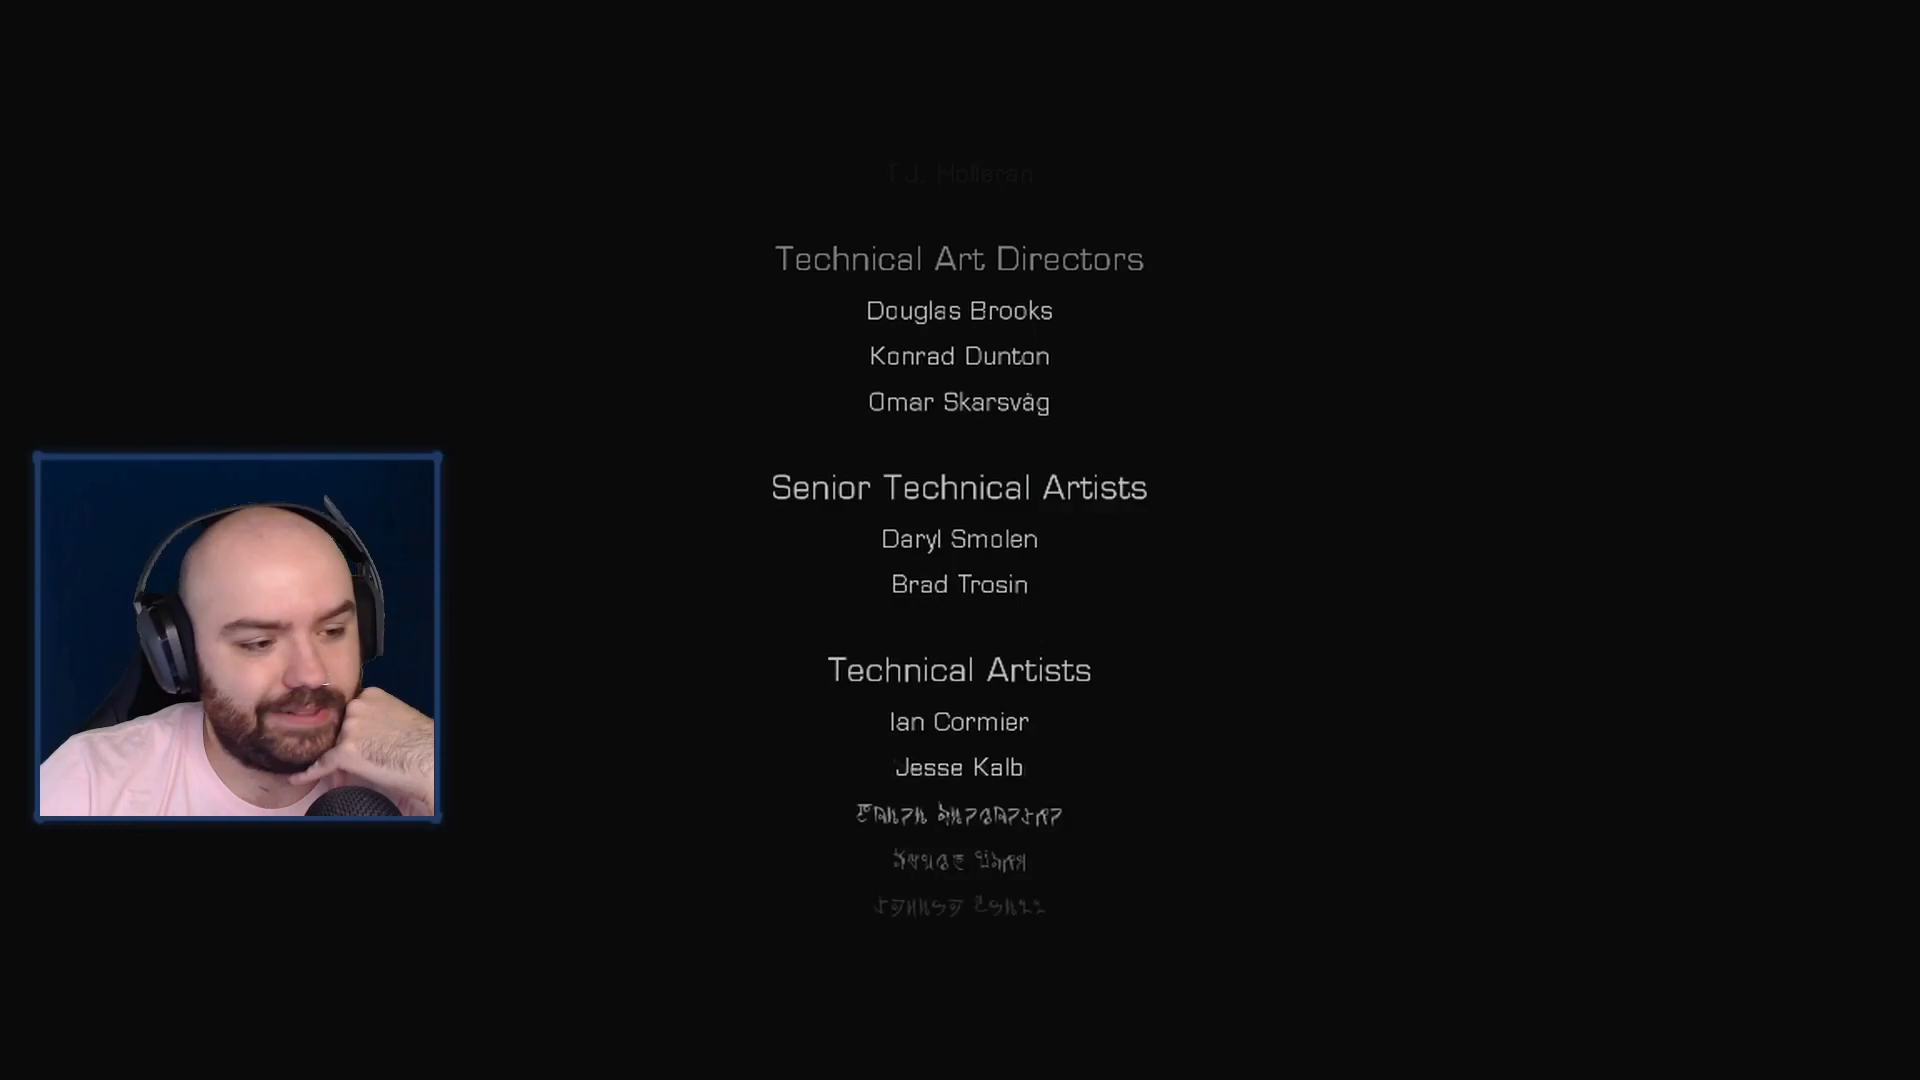 T.J. Holleran
Technical Art Directors
Douglas Brooks
Konrad Dunton
Omar Skarsvåg
Senior Technical Artists
Daryl Smolen
Brad Trosin
Technical Artists
Ian Cormier
Jesse Kalb